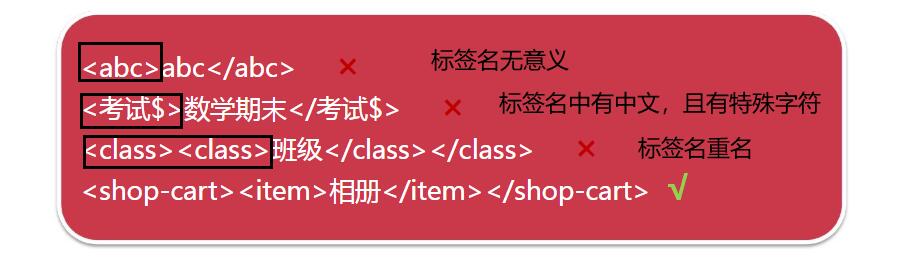 <abc>abc</abc> × 标签名无意义
<考试$>数学期末</考试$> × 标签名中有中文，且有特殊字符
<class><class>班级</class></class> × 标签名重名
<shop-cart><item>相册</item></shop-cart> √